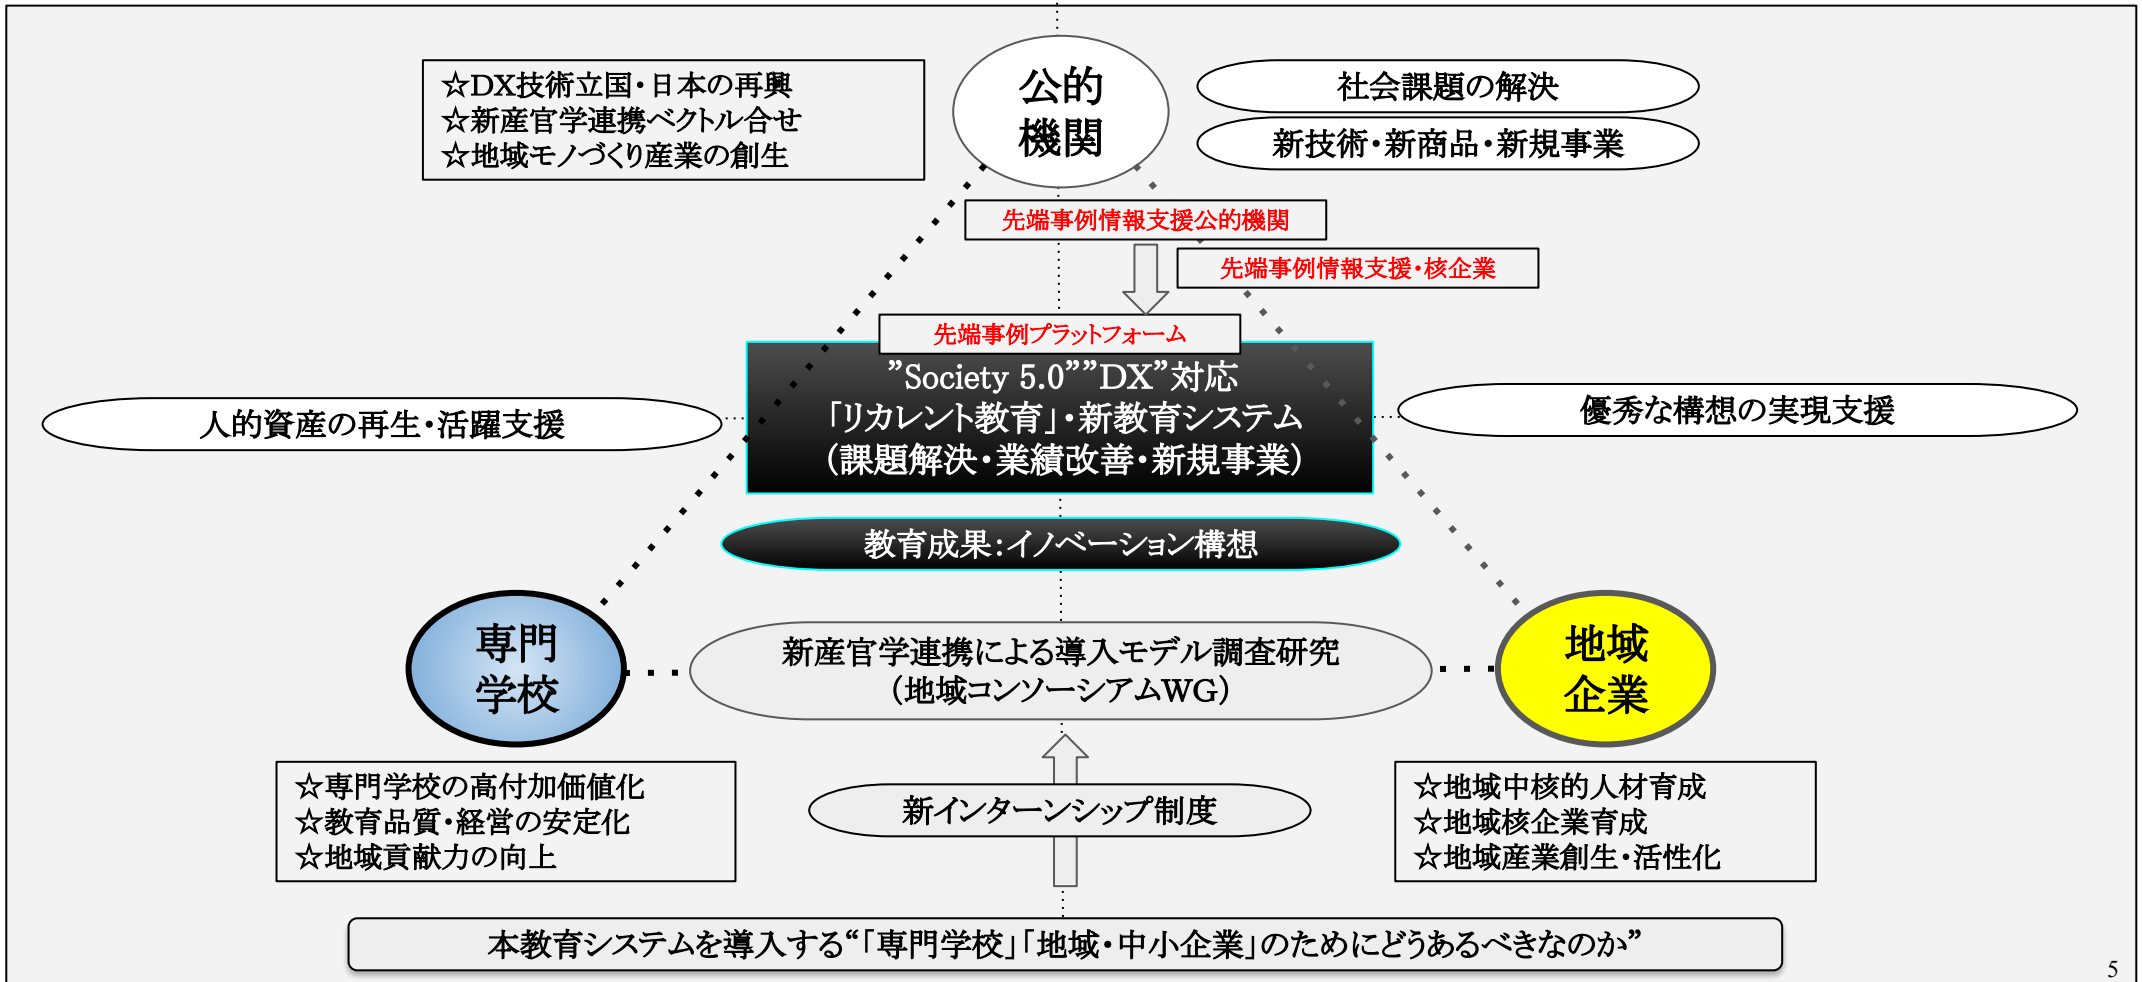 ☆DX技術立国・日本の再興
☆新産官学連携ベクトル合せ
☆地域モノづくり産業の創生
公的
機関
社会課題の解決
新技術・新商品・新規事業
先端事例情報支援公的機関
先端事例情報支援・核企業
先端事例プラットフォーム
”Society 5.0””DX”対応
「リカレント教育」・新教育システム
（課題解決・業績改善・新規事業）
人的資産の再生・活躍支援
優秀な構想の実現支援
教育成果：イノベーション構想
専門
学校
新産官学連携による導入モデル調査研究
（地域コンソーシアムWG）
地域
企業
☆専門学校の高付加価値化
☆教育品質・経営の安定化
☆地域貢献力の向上
新インターンシップ制度
☆地域中核的人材育成
☆地域核企業育成
☆地域産業創生・活性化
本教育システムを導入する“「専門学校」「地域・中小企業」のためにどうあるべきなのか”
5